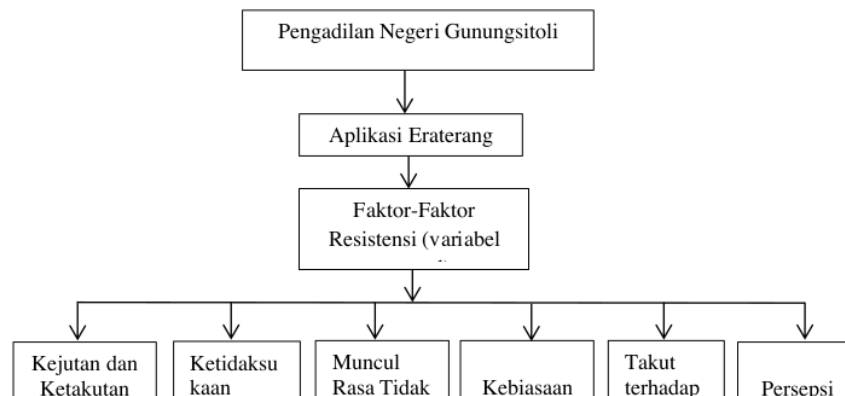 Pengadilan Negeri Gunungsitoli
Aplikasi Eraterang
Faktor-Faktor
Resistensi (variabel
Kejutan dan
Ketakutan
Ketidaksu
kaan
Muncul
Rasa Tidak
Kebiasaan
Takut
terhadap
Persepsi